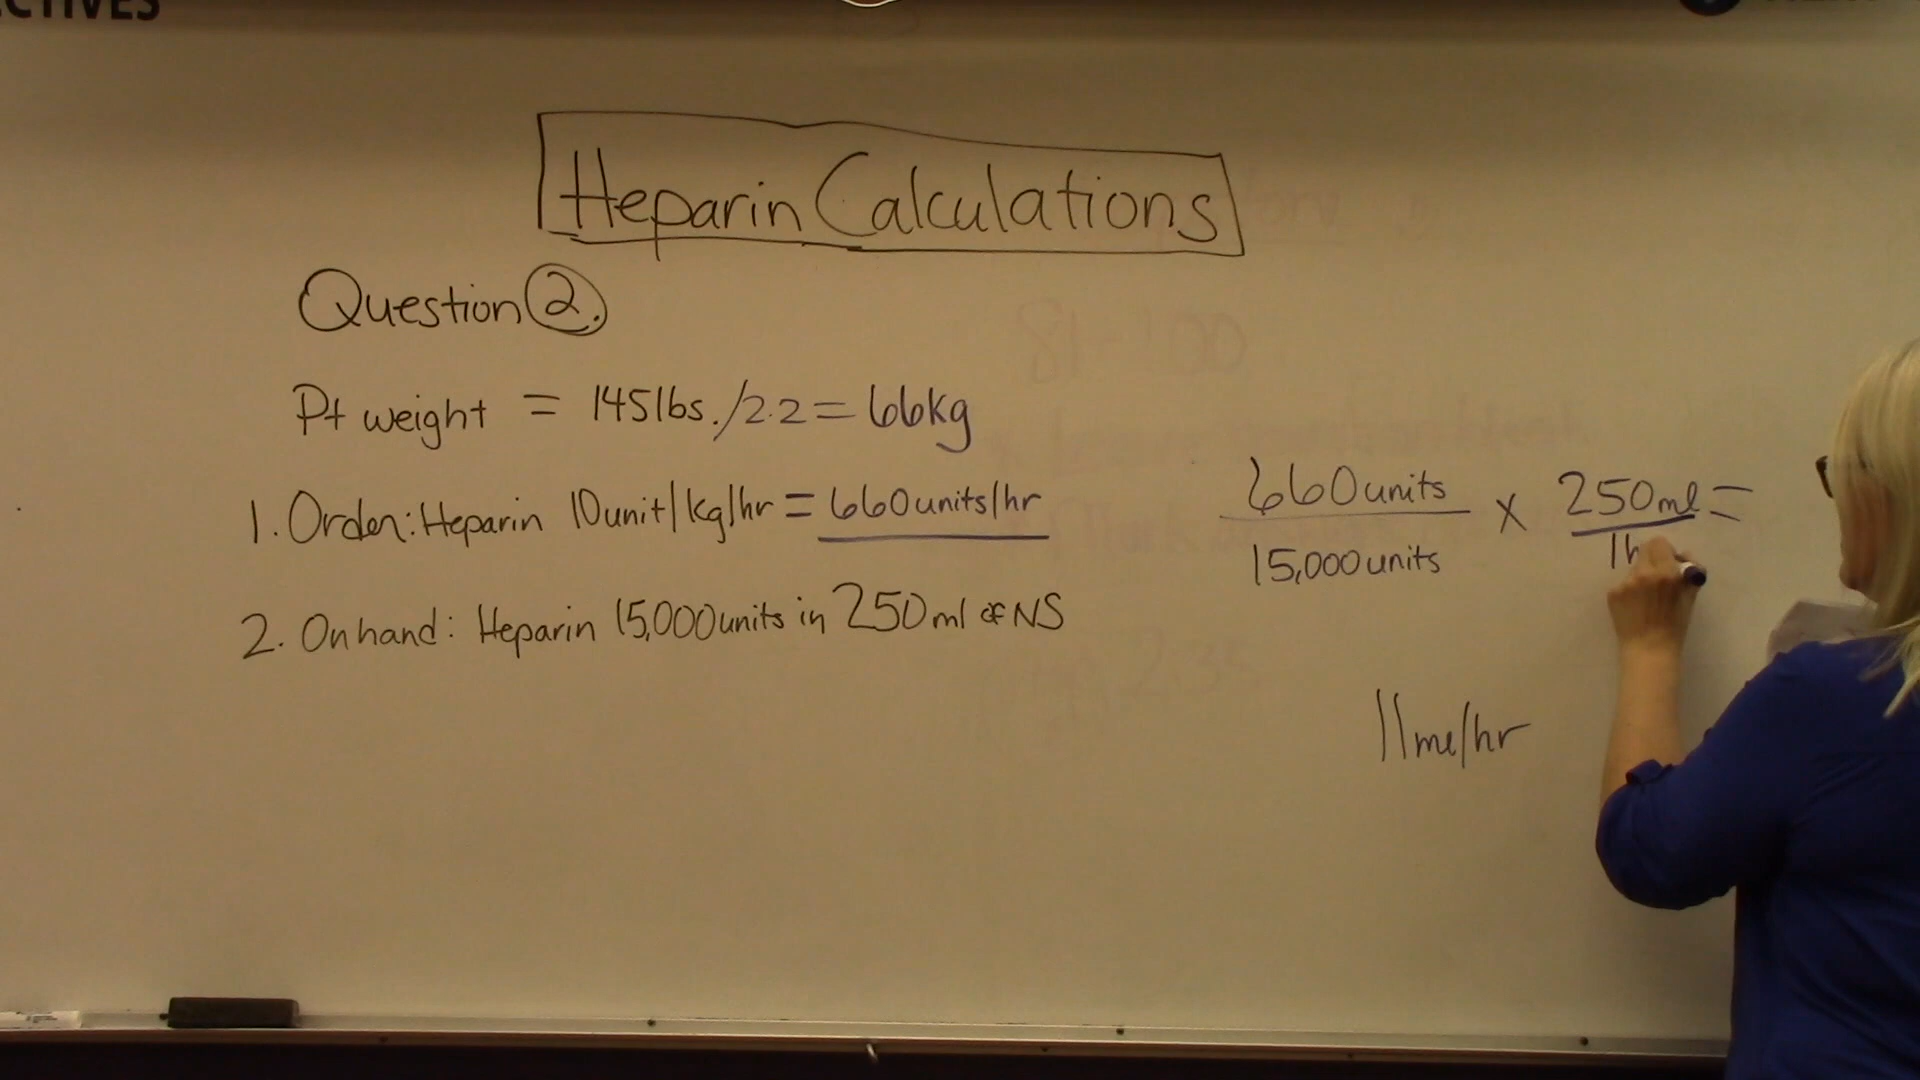 Heparin Calculations
Question 2.
Pt weight = 145lbs./2.2 = 66kg
1. Order: Heparin 10unit/kg/hr = 660units/hr
2. On hand: Heparin 15,000units in 250ml of NS
660units × 250ml =
15,000units 1h
11ml/hr